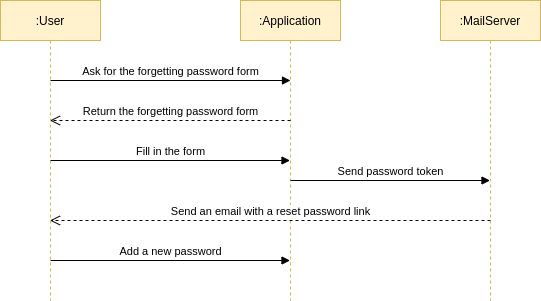 :User
:Application
:MailServer
Ask for the forgetting password form
Return the forgetting password form
Fill in the form
Send password token
Send an email with a reset password link
Add a new password